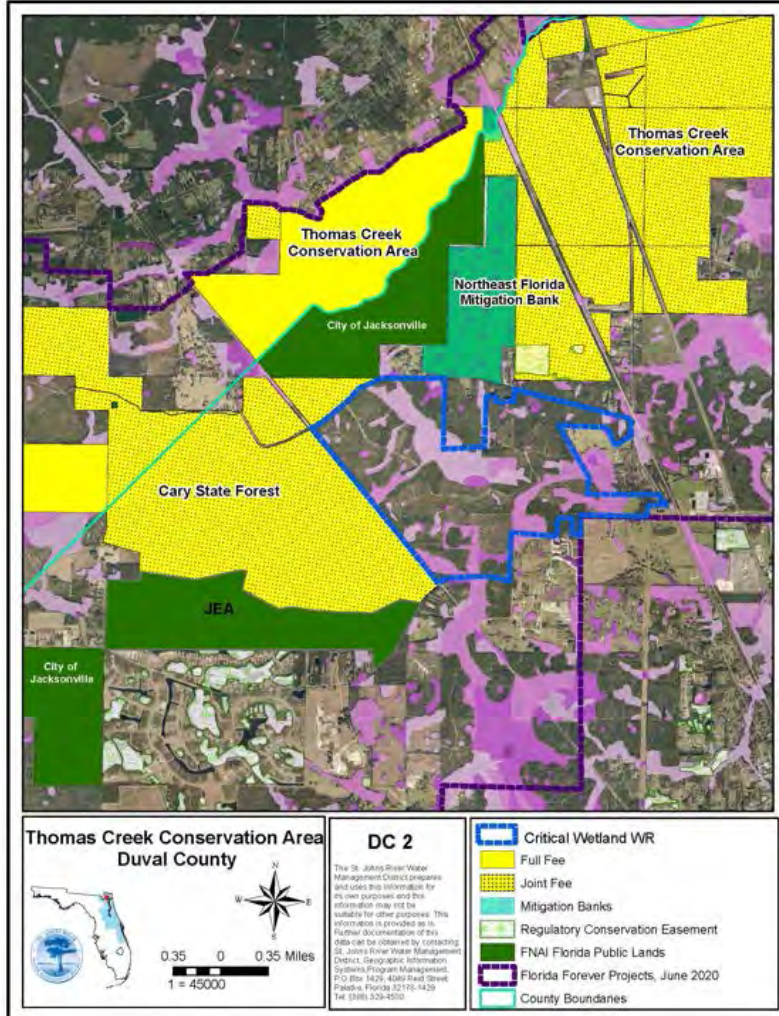 Thomas Creek
Conservation Area
Thomas Creek
Conservation Area
Northeast Florida
Mitigation Bank
City of Jacksonville
Cary State Forest
JEA
City of
Jacksonville
Thomas Creek Conservation Area
Duval County
N
W
E
S
0.35 0 0.35 Miles
1 = 45000
DC 2
The St. Johns River Water
Management District prepares
and uses this information for
its own purposes and this
information may not be
suitable for other purposes. This
information is provided as is.
Further documentation of this
data can be obtained by contacting
St. Johns River Water Management
District, Geographic Information
Systems, Program Management,
P.O. Box 1429, 4049 Reid Street
Palatka, Florida 32178-1429
Critical Wetland WR
Full Fee
Joint Fee
Mitigation Banks
Regulatory Conservation Easement
FNAI Florida Public Lands
Florida Forever Projects, June 2020
County Boundaries